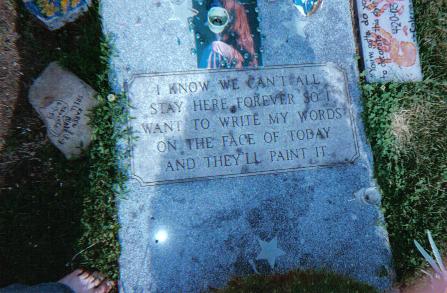 I KNOW WE CAN'T ALL
STAY HERE FOREVER SO I
WANT TO WRITE MY WORDS
ON THE FACE OF TODAY
AND THEY'LL PAINT IT